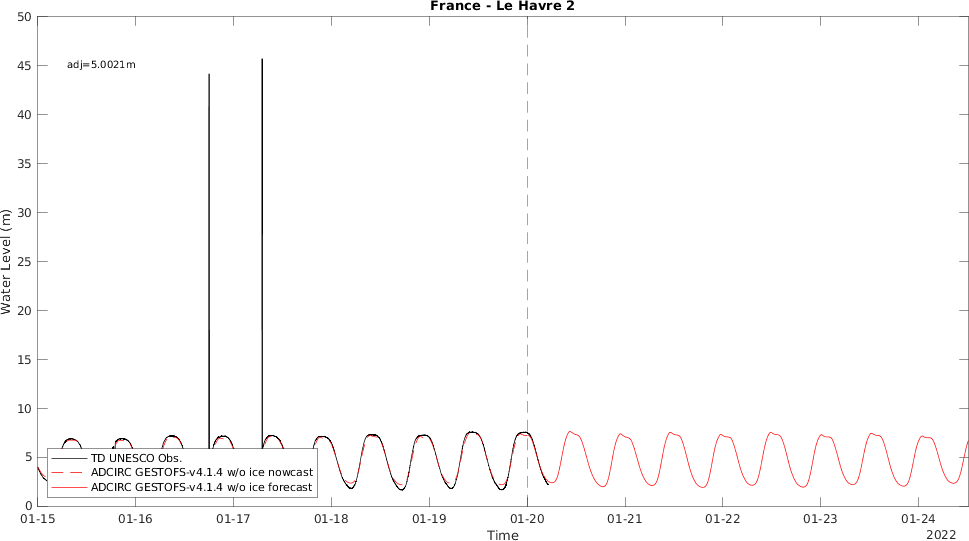 France - Le Havre 2
50
45
40
35
30
25
20
15
10
5
0
adj=5.0021m
Water Level (m)
TD UNESCO Obs.
ADCIRC GESTOFS-v4.1.4 w/o ice nowcast
ADCIRC GESTOFS-v4.1.4 w/o ice forecast
01-15 01-16 01-17 01-18 01-19 01-20 01-21 01-22 01-23 01-24
Time
2022